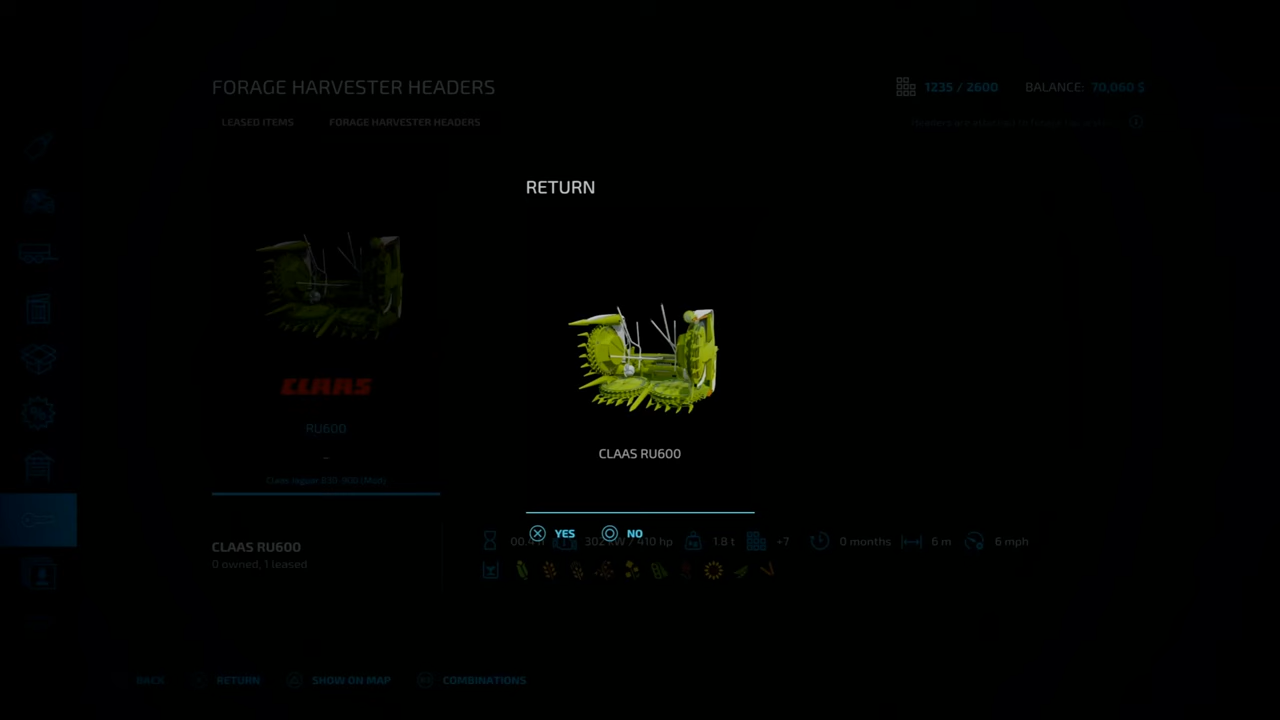 FORAGE HARVESTER HEADERS
1235 / 2600
BALANCE: 70,060 $
LEASED ITEMS
FORAGE HARVESTER HEADERS
RETURN
CLAAS
RU600
CLAAS RU600
YES
NO
CLAAS RU600
0 owned, 1 leased
302 kW / 410 hp
1.8 t
+7
0 months
6 m
6 mph
BACK
RETURN
SHOW ON MAP
COMBINATIONS